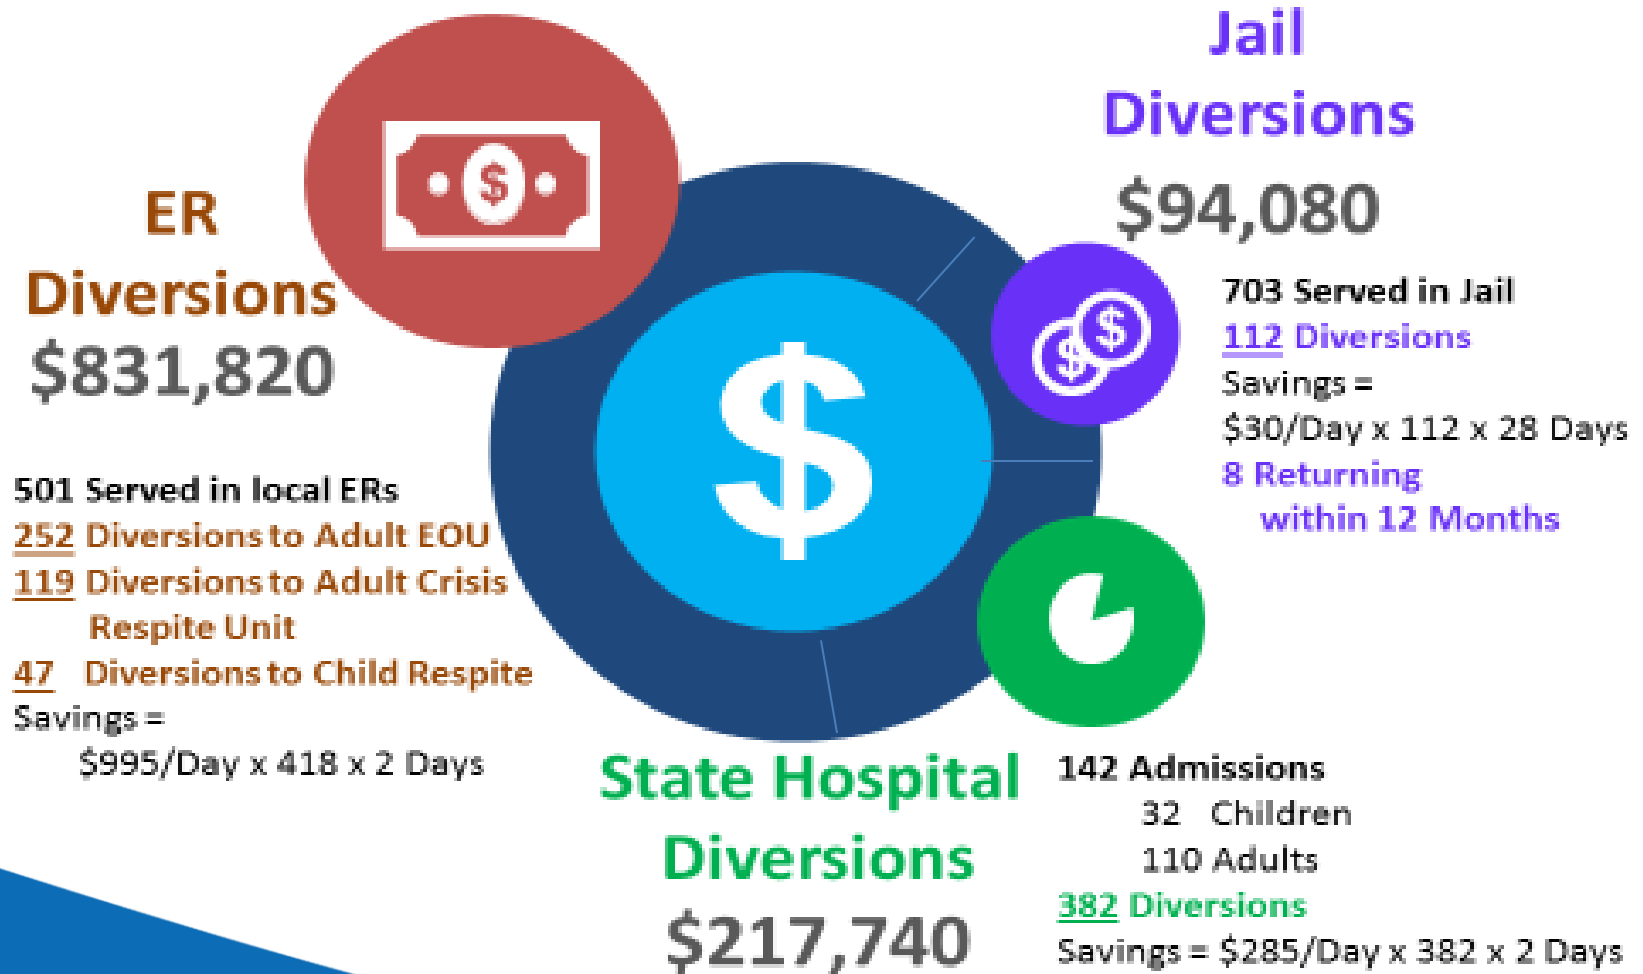 ER
Diversions
$831,820
501 Served in local ERs
252 Diversions to Adult EOU
119 Diversions to Adult Crisis
Respite Unit
47 Diversions to Child Respite
Savings =
$995/Day x 418 x 2 Days
$
$
Jail
Diversions
$94,080
$
$
703 Served in Jail
112 Diversions
Savings =
$30/Day x 112 x 28 Days
8 Returning
within 12 Months
State Hospital
Diversions
$217,740
142 Admissions
32 Children
110 Adults
382 Diversions
Savings = $285/Day x 382 x 2 Days